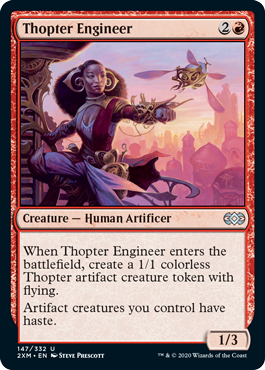 Thopter Engineer 2
Creature — Human Artificer
When Thopter Engineer enters the
battlefield, create a 1/1 colorless
Thopter artifact creature token with
flying.
Artifact creatures you control have
haste.
1/3
147/332 U
2XM • EN Steve Prescott
™ & © 2020 Wizards of the Coast